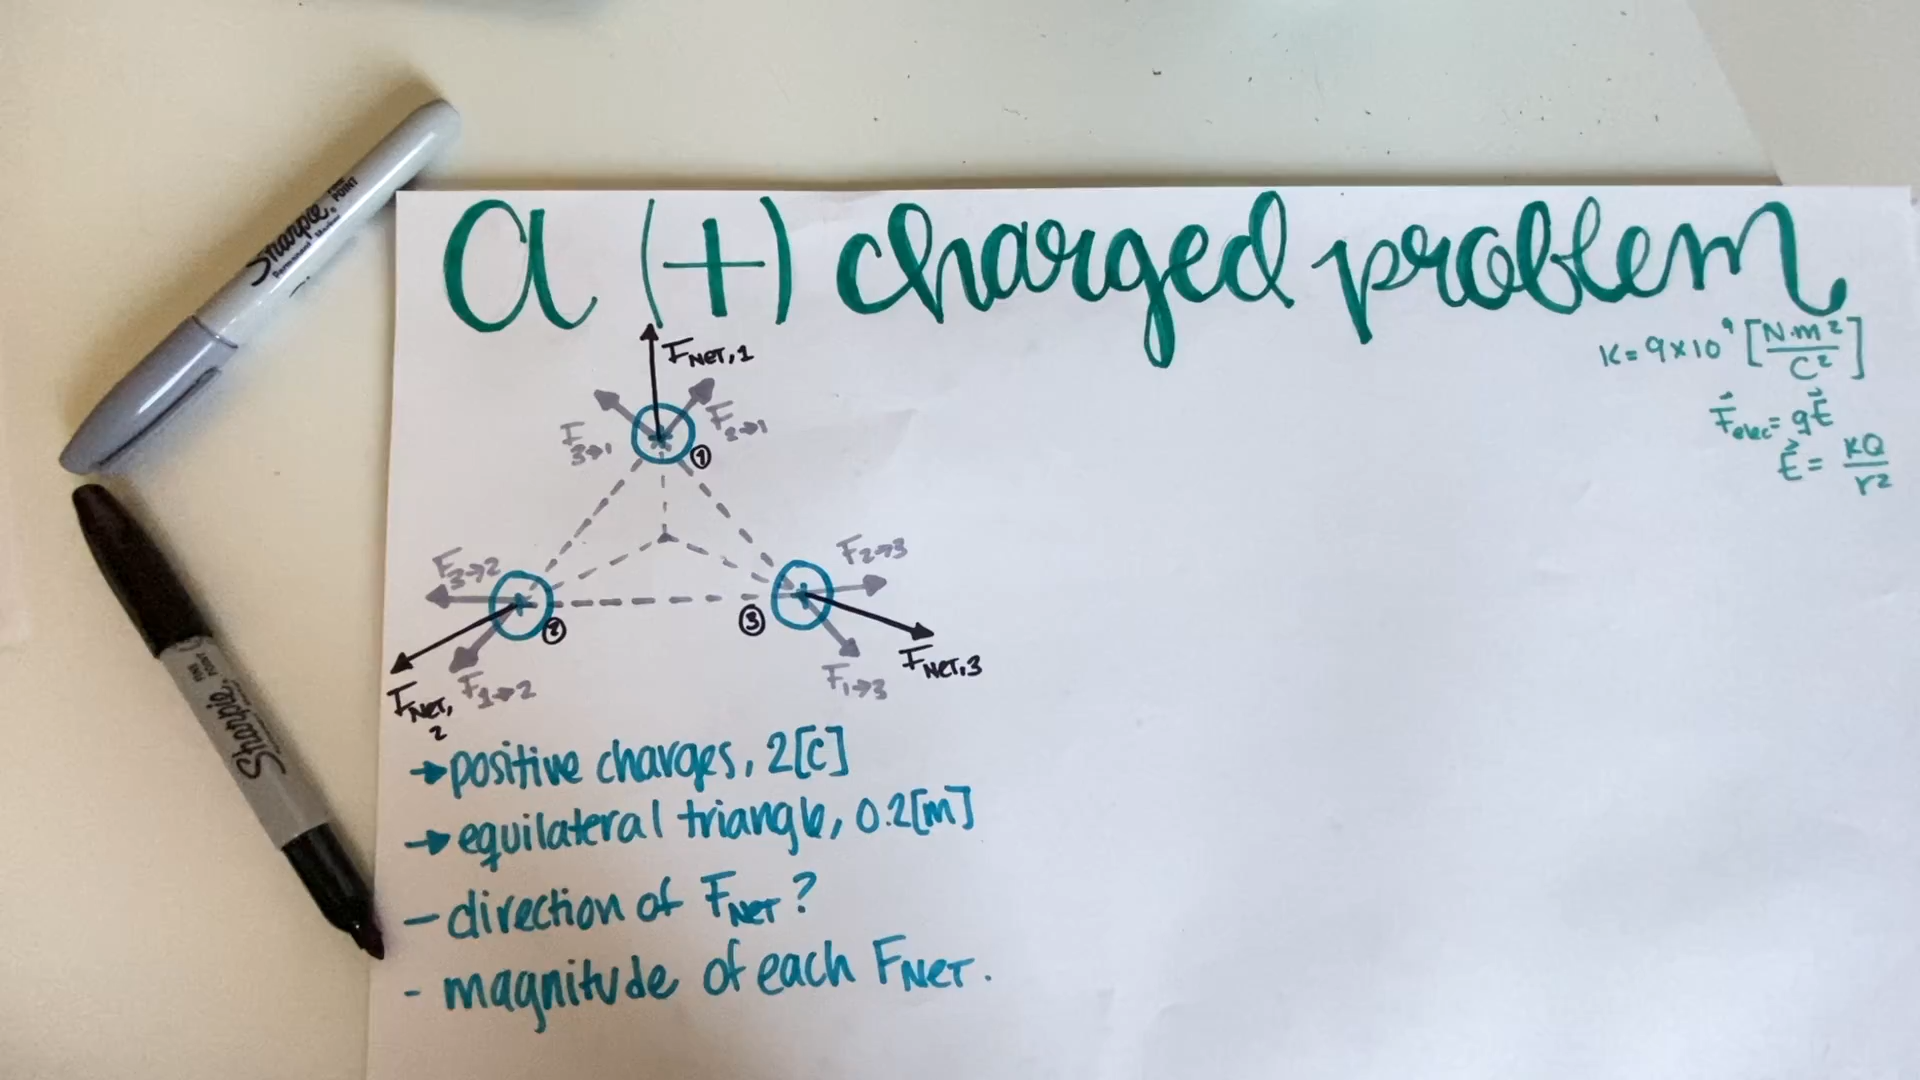 a (+) charged problem
K = 9×10⁹ [N·m²/C²]
F⃗elec = qE⃗
E⃗ = KQ/r²
FNET,1
F3→1
F2→1
1
F3→2
F2→3
2
3
FNET,2
F1→2
F1→3
FNET,3
→ positive charges, 2[C]
→ equilateral triangle, 0.2[m]
- direction of FNET?
- magnitude of each FNET.
Sharpie
Permanent Marker
FINE POINT
Sharpie
FINE POINT